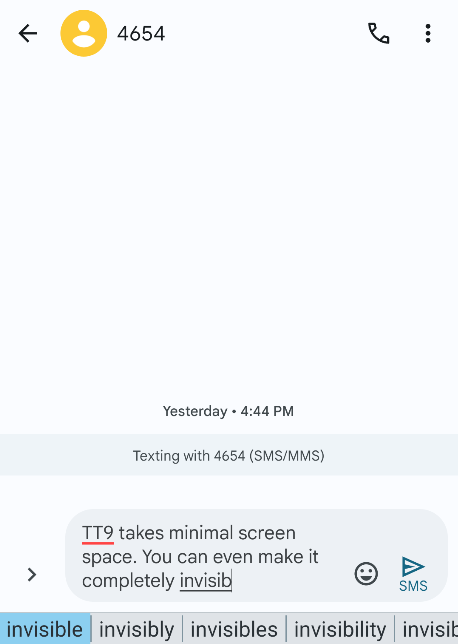 4654
Yesterday • 4:44 PM
Texting with 4654 (SMS/MMS)
TT9 takes minimal screen
space. You can even make it
completely invisib
SMS
invisible invisibly invisibles invisibility invisib